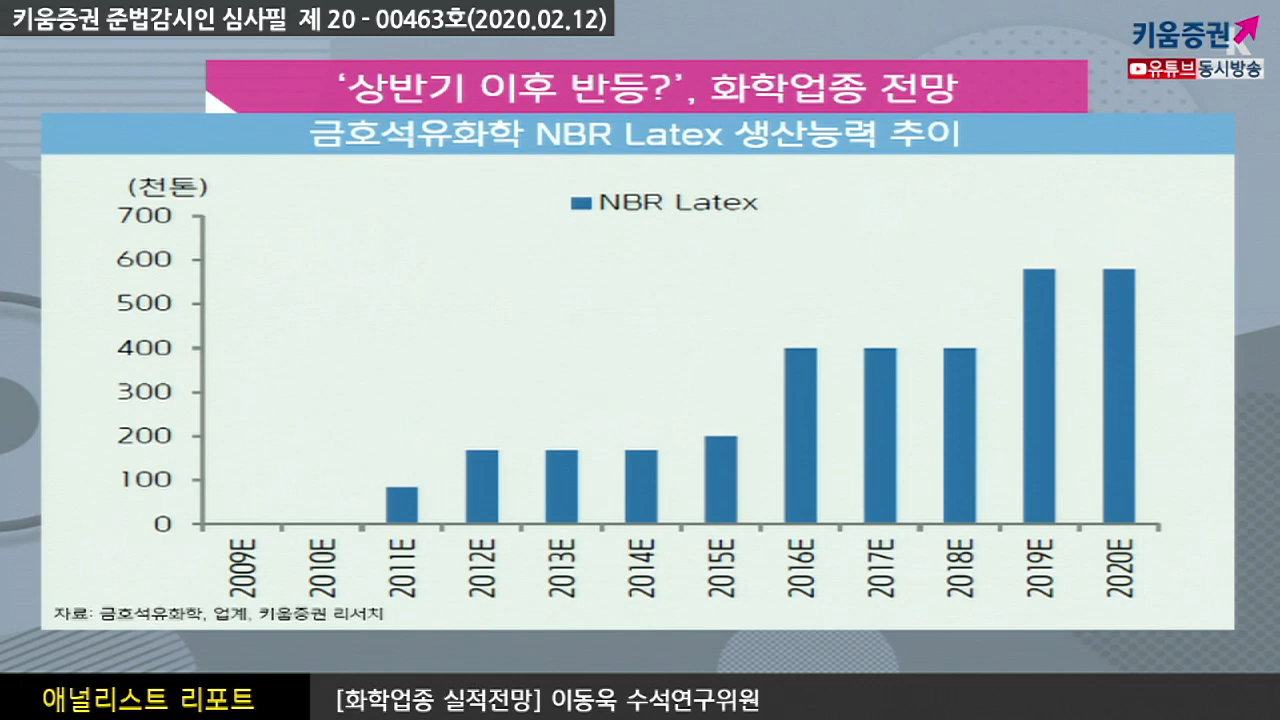 키움증권 준법감시인 심사필 제 20 - 00463호(2020.02.12)
키움증권
유튜브동시방송
‘상반기 이후 반등?’, 화학업종 전망
금호석유화학 NBR Latex 생산능력 추이
(천톤)
NBR Latex
700
600
500
400
300
200
100
0
2009E 2010E 2011E 2012E 2013E 2014E 2015E 2016E 2017E 2018E 2019E 2020E
자료: 금호석유화학, 업계, 키움증권 리서치
애널리스트 리포트
[화학업종 실적전망] 이동욱 수석연구위원